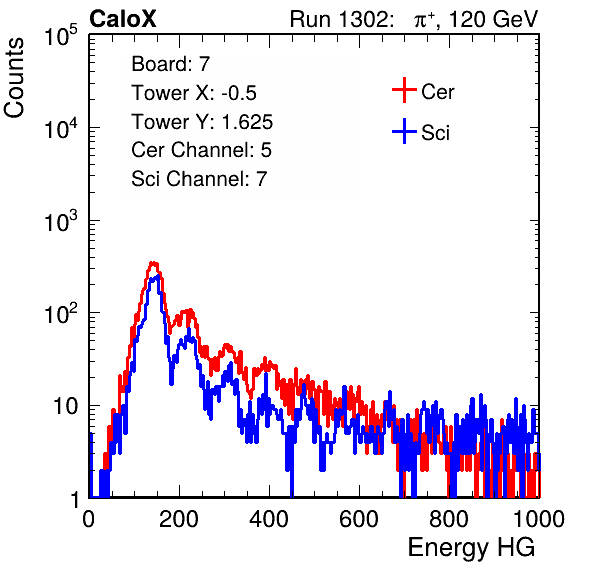 CaloX Run 1302: π⁺, 120 GeV
Counts
Board: 7
Tower X: -0.5
Tower Y: 1.625
Cer Channel: 5
Sci Channel: 7
Cer
Sci
10⁵
10⁴
10³
10²
10
1
0 200 400 600 800 1000
Energy HG